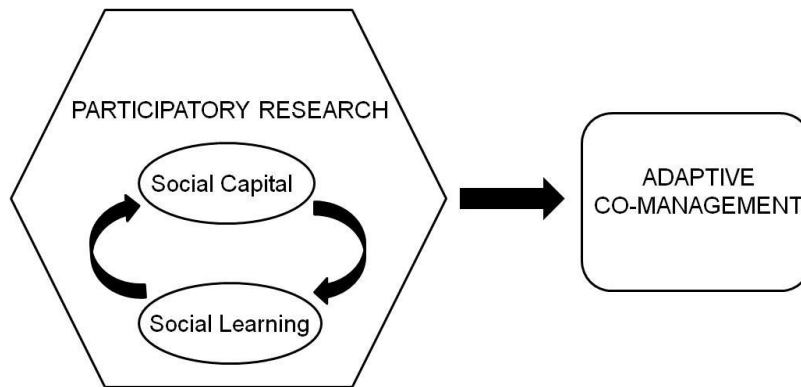 PARTICIPATORY RESEARCH
Social Capital
Social Learning
ADAPTIVE
CO-MANAGEMENT